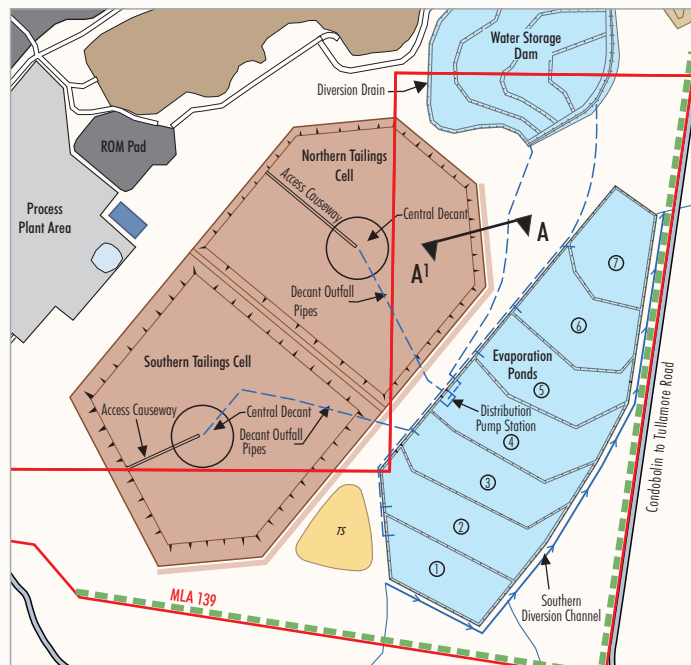 Water Storage
Dam
Diversion Drain
ROM Pad
Northern Tailings
Cell
Access Causeway
Process
Plant Area
Central Decant
A
A¹
7
Decant Outfall
Pipes
6
Southern Tailings Cell
Evaporation
Ponds
5
Access Causeway
Central Decant
Decant Outfall
Pipes
Distribution
Pump Station
4
Condobolin to Tullamore Road
3
TS
2
1
MLA 139
Southern
Diversion Channel